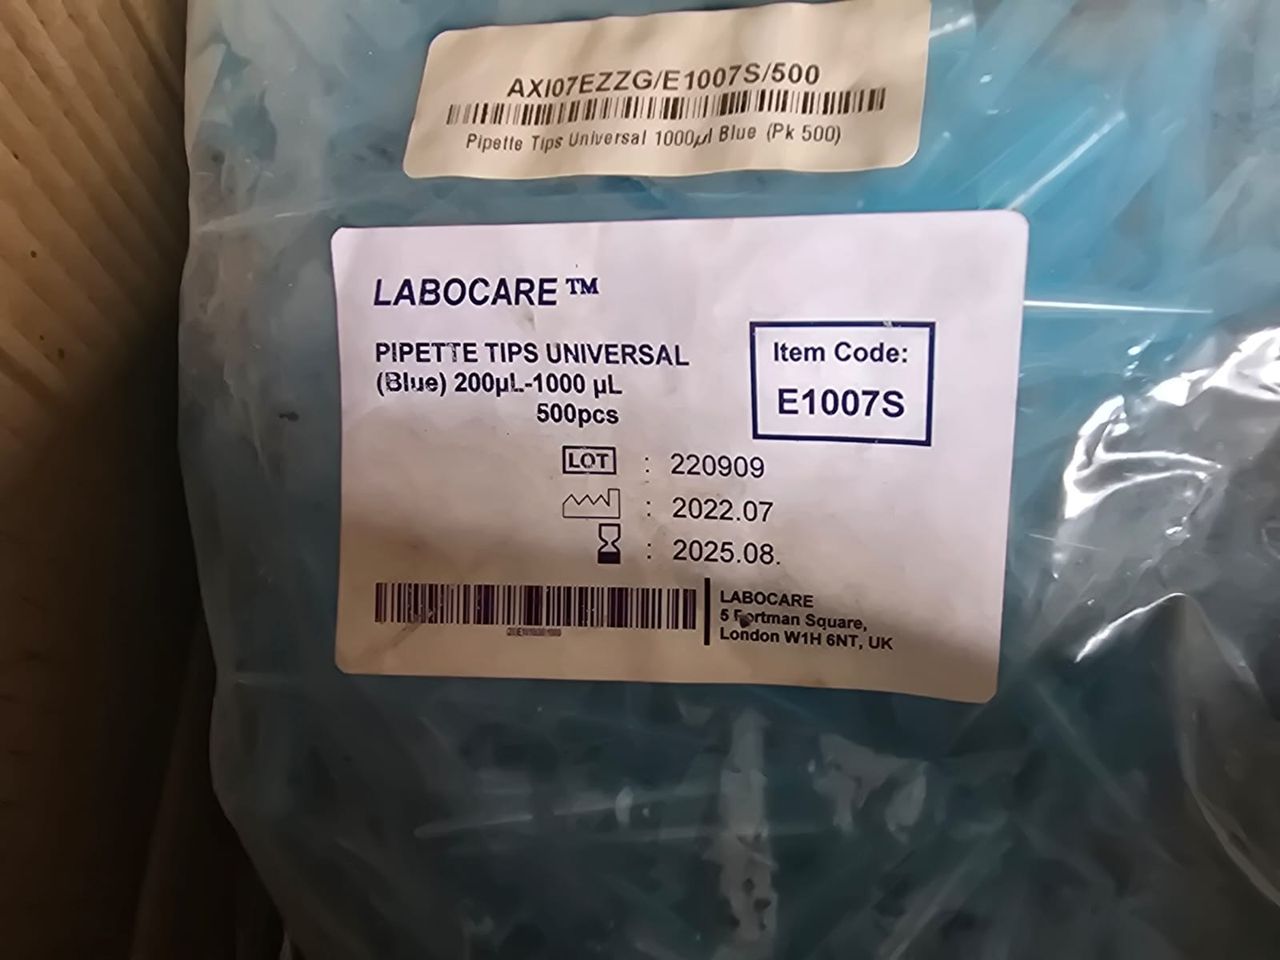 AXI07EZZG/E1007S/500
Pipette Tips Universal 1000µl Blue (Pk 500)
LABOCARE ™
PIPETTE TIPS UNIVERSAL
(Blue) 200µL-1000 µL
500pcs
Item Code:
E1007S
LOT : 220909
: 2022.07
: 2025.08.
LABOCARE
5 Portman Square,
London W1H 6NT, UK